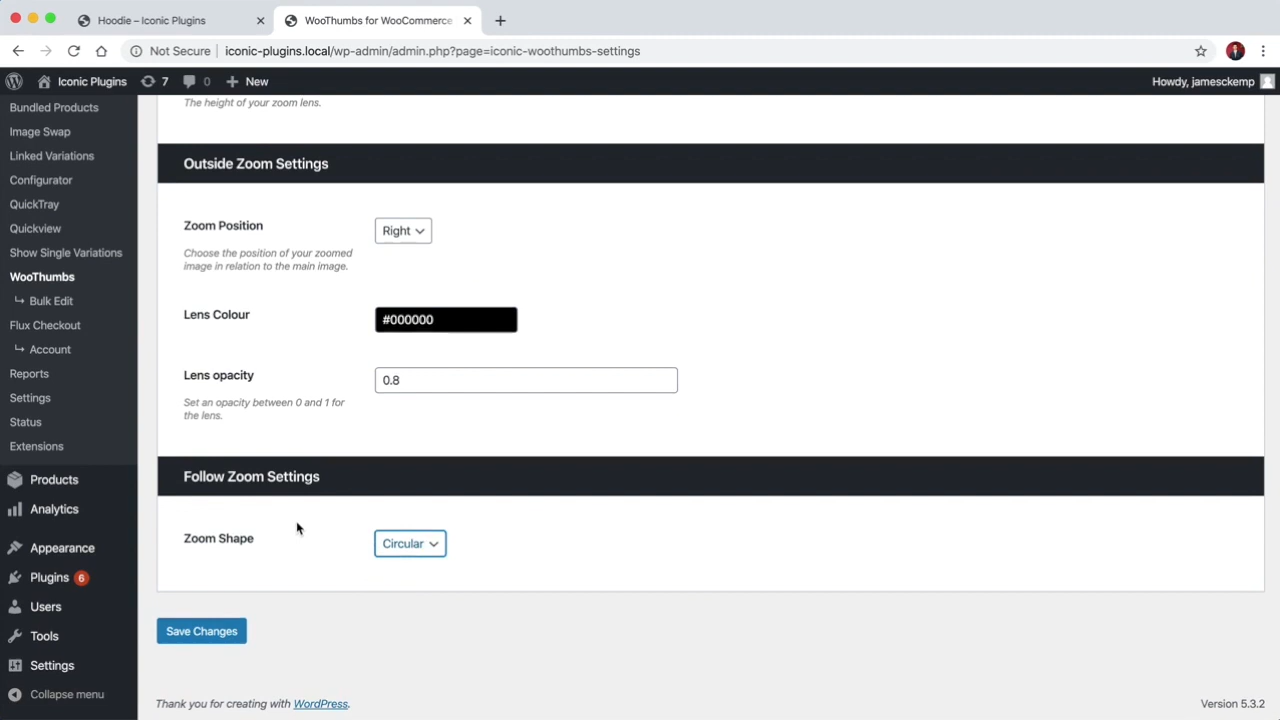 Hoodie – Iconic Plugins
WooThumbs for WooCommerce
Not Secure
iconic-plugins.local/wp-admin/admin.php?page=iconic-woothumbs-settings
Iconic Plugins
7
0
New
Howdy, jamesckemp
Bundled Products
Image Swap
Linked Variations
Configurator
QuickTray
Quickview
Show Single Variations
WooThumbs
Bulk Edit
Flux Checkout
Account
Reports
Settings
Status
Extensions
Products
Analytics
Appearance
Plugins 6
Users
Tools
Settings
Collapse menu
The height of your zoom lens.
Outside Zoom Settings
Zoom Position
Right
Choose the position of your zoomed
image in relation to the main image.
Lens Colour
#000000
Lens opacity
0.8
Set an opacity between 0 and 1 for
the lens.
Follow Zoom Settings
Zoom Shape
Circular
Save Changes
Thank you for creating with WordPress.
Version 5.3.2